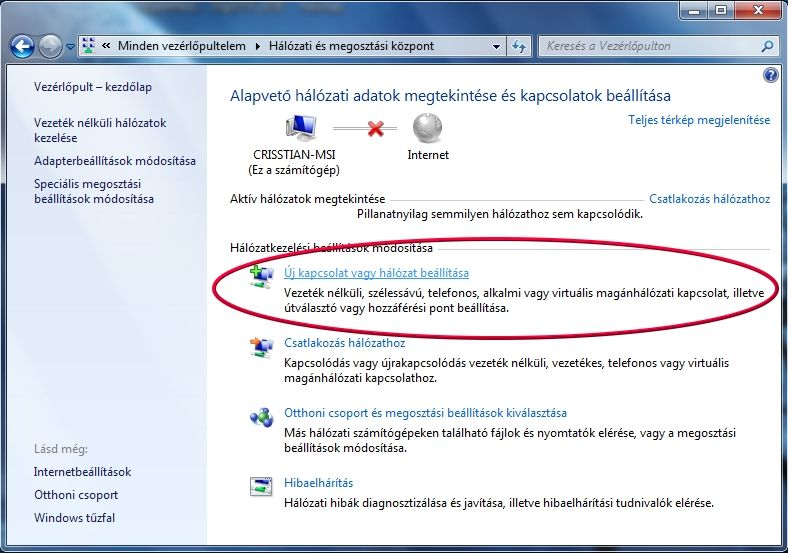 « Minden vezérlőpultelem ▸ Hálózati és megosztási központ
Keresés a Vezérlőpulton
Vezérlőpult – kezdőlap
Vezeték nélküli hálózatok
kezelése
Adapterbeállítások módosítása
Speciális megosztási
beállítások módosítása
Alapvető hálózati adatok megtekintése és kapcsolatok beállítása
Teljes térkép megjelenítése
CRISSTIAN-MSI
(Ez a számítógép)
Internet
Aktív hálózatok megtekintése
Csatlakozás hálózathoz
Pillanatnyilag semmilyen hálózathoz sem kapcsolódik.
Hálózatkezelési beállítások módosítása
Új kapcsolat vagy hálózat beállítása
Vezeték nélküli, szélessávú, telefonos, alkalmi vagy virtuális magánhálózati kapcsolat, illetve
útválasztó vagy hozzáférési pont beállítása.
Csatlakozás hálózathoz
Kapcsolódás vagy újrakapcsolódás vezeték nélküli, vezetékes, telefonos vagy virtuális
magánhálózati kapcsolathoz.
Otthoni csoport és megosztási beállítások kiválasztása
Más hálózati számítógépeken található fájlok és nyomtatók elérése, vagy a megosztási
beállítások módosítása.
Hibaelhárítás
Hálózati hibák diagnosztizálása és javítása, illetve hibaelhárítási tudnivalók elérése.
Lásd még:
Internetbeállítások
Otthoni csoport
Windows tűzfal